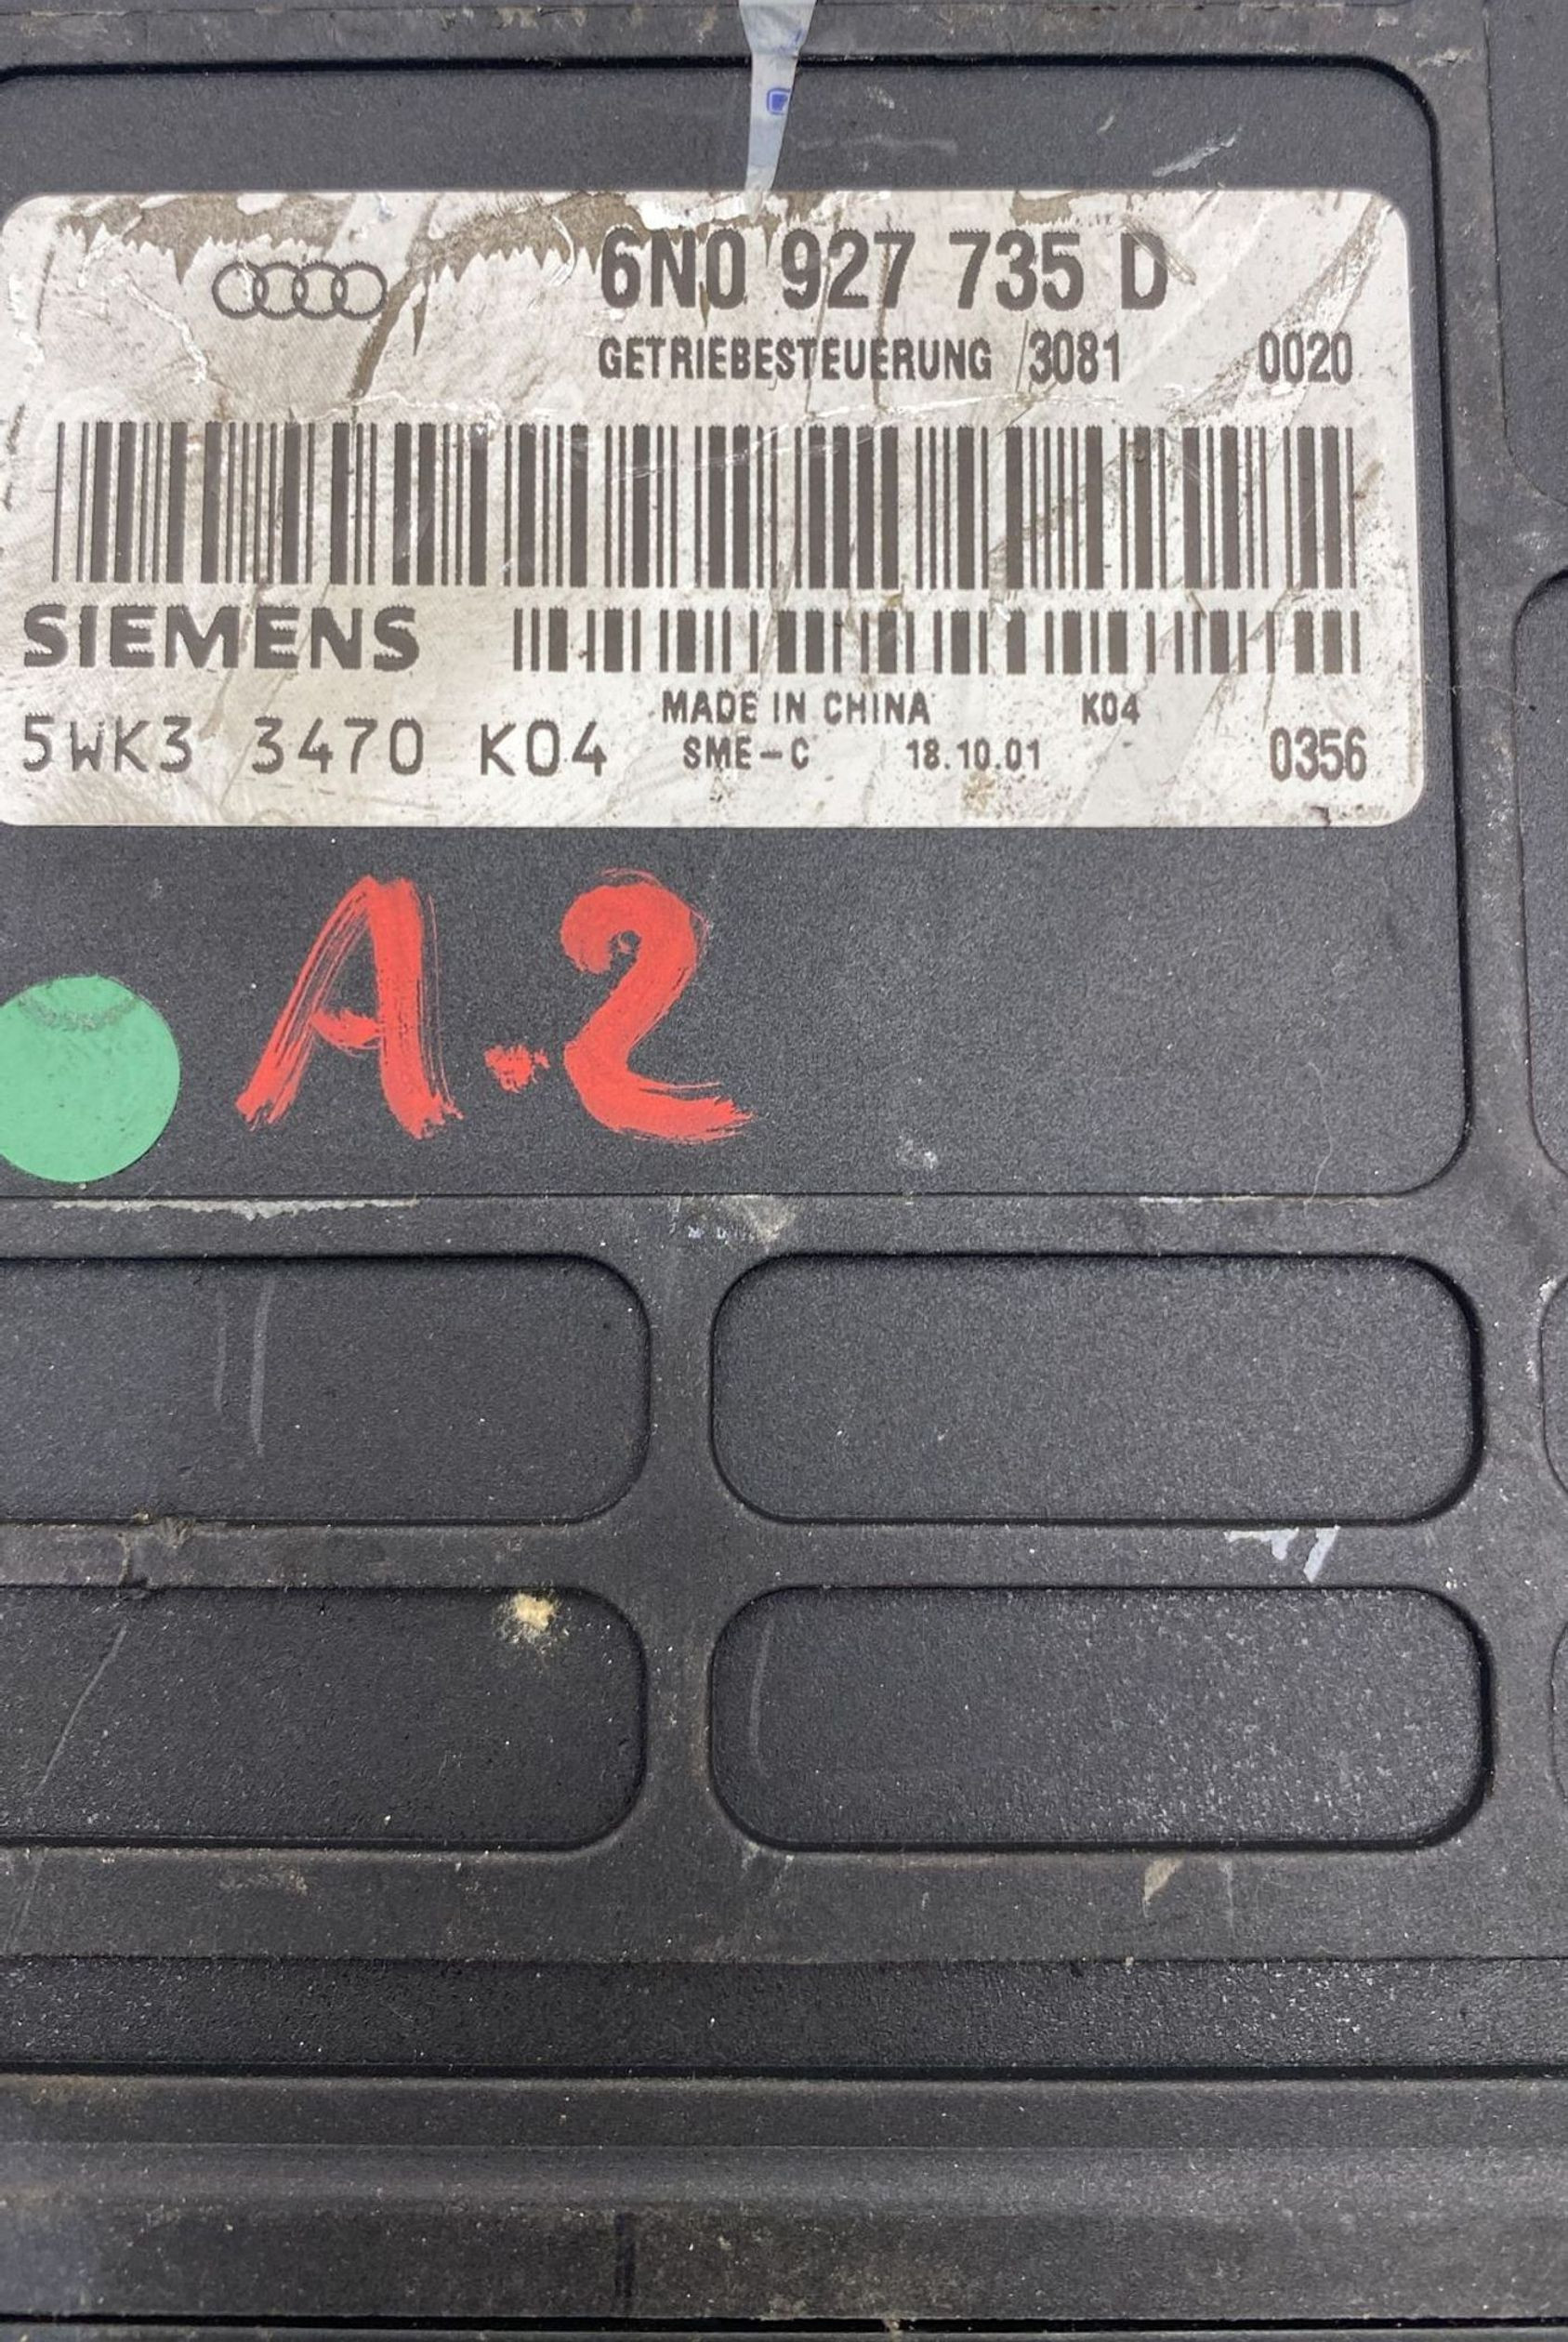 6N0 927 735 D
GETRIEBESTEUERUNG 3081 0020
SIEMENS
MADE IN CHINA K04
5WK3 3470 K04 SME-C 18.10.01 0356
A.2